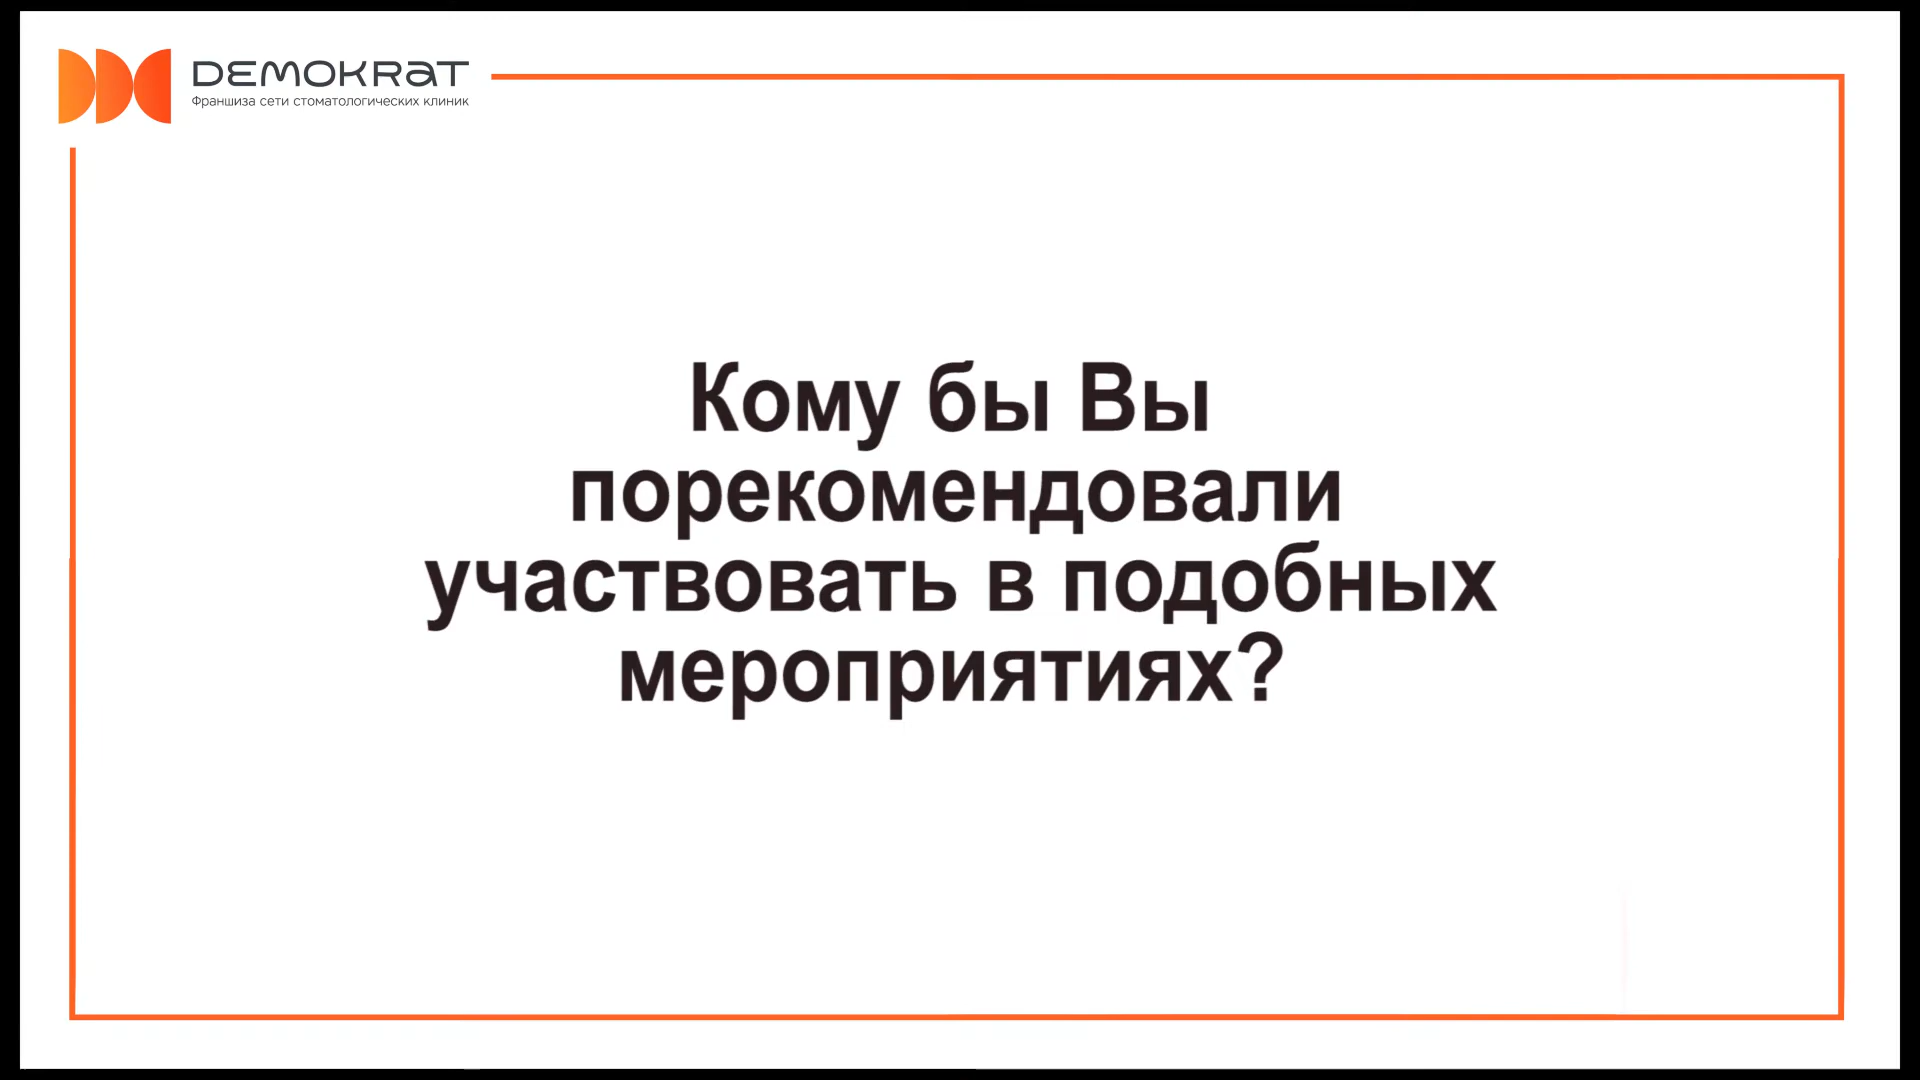 DEMOKRAT
Франшиза сети стоматологических клиник
Кому бы Вы
порекомендовали
участвовать в подобных
мероприятиях?